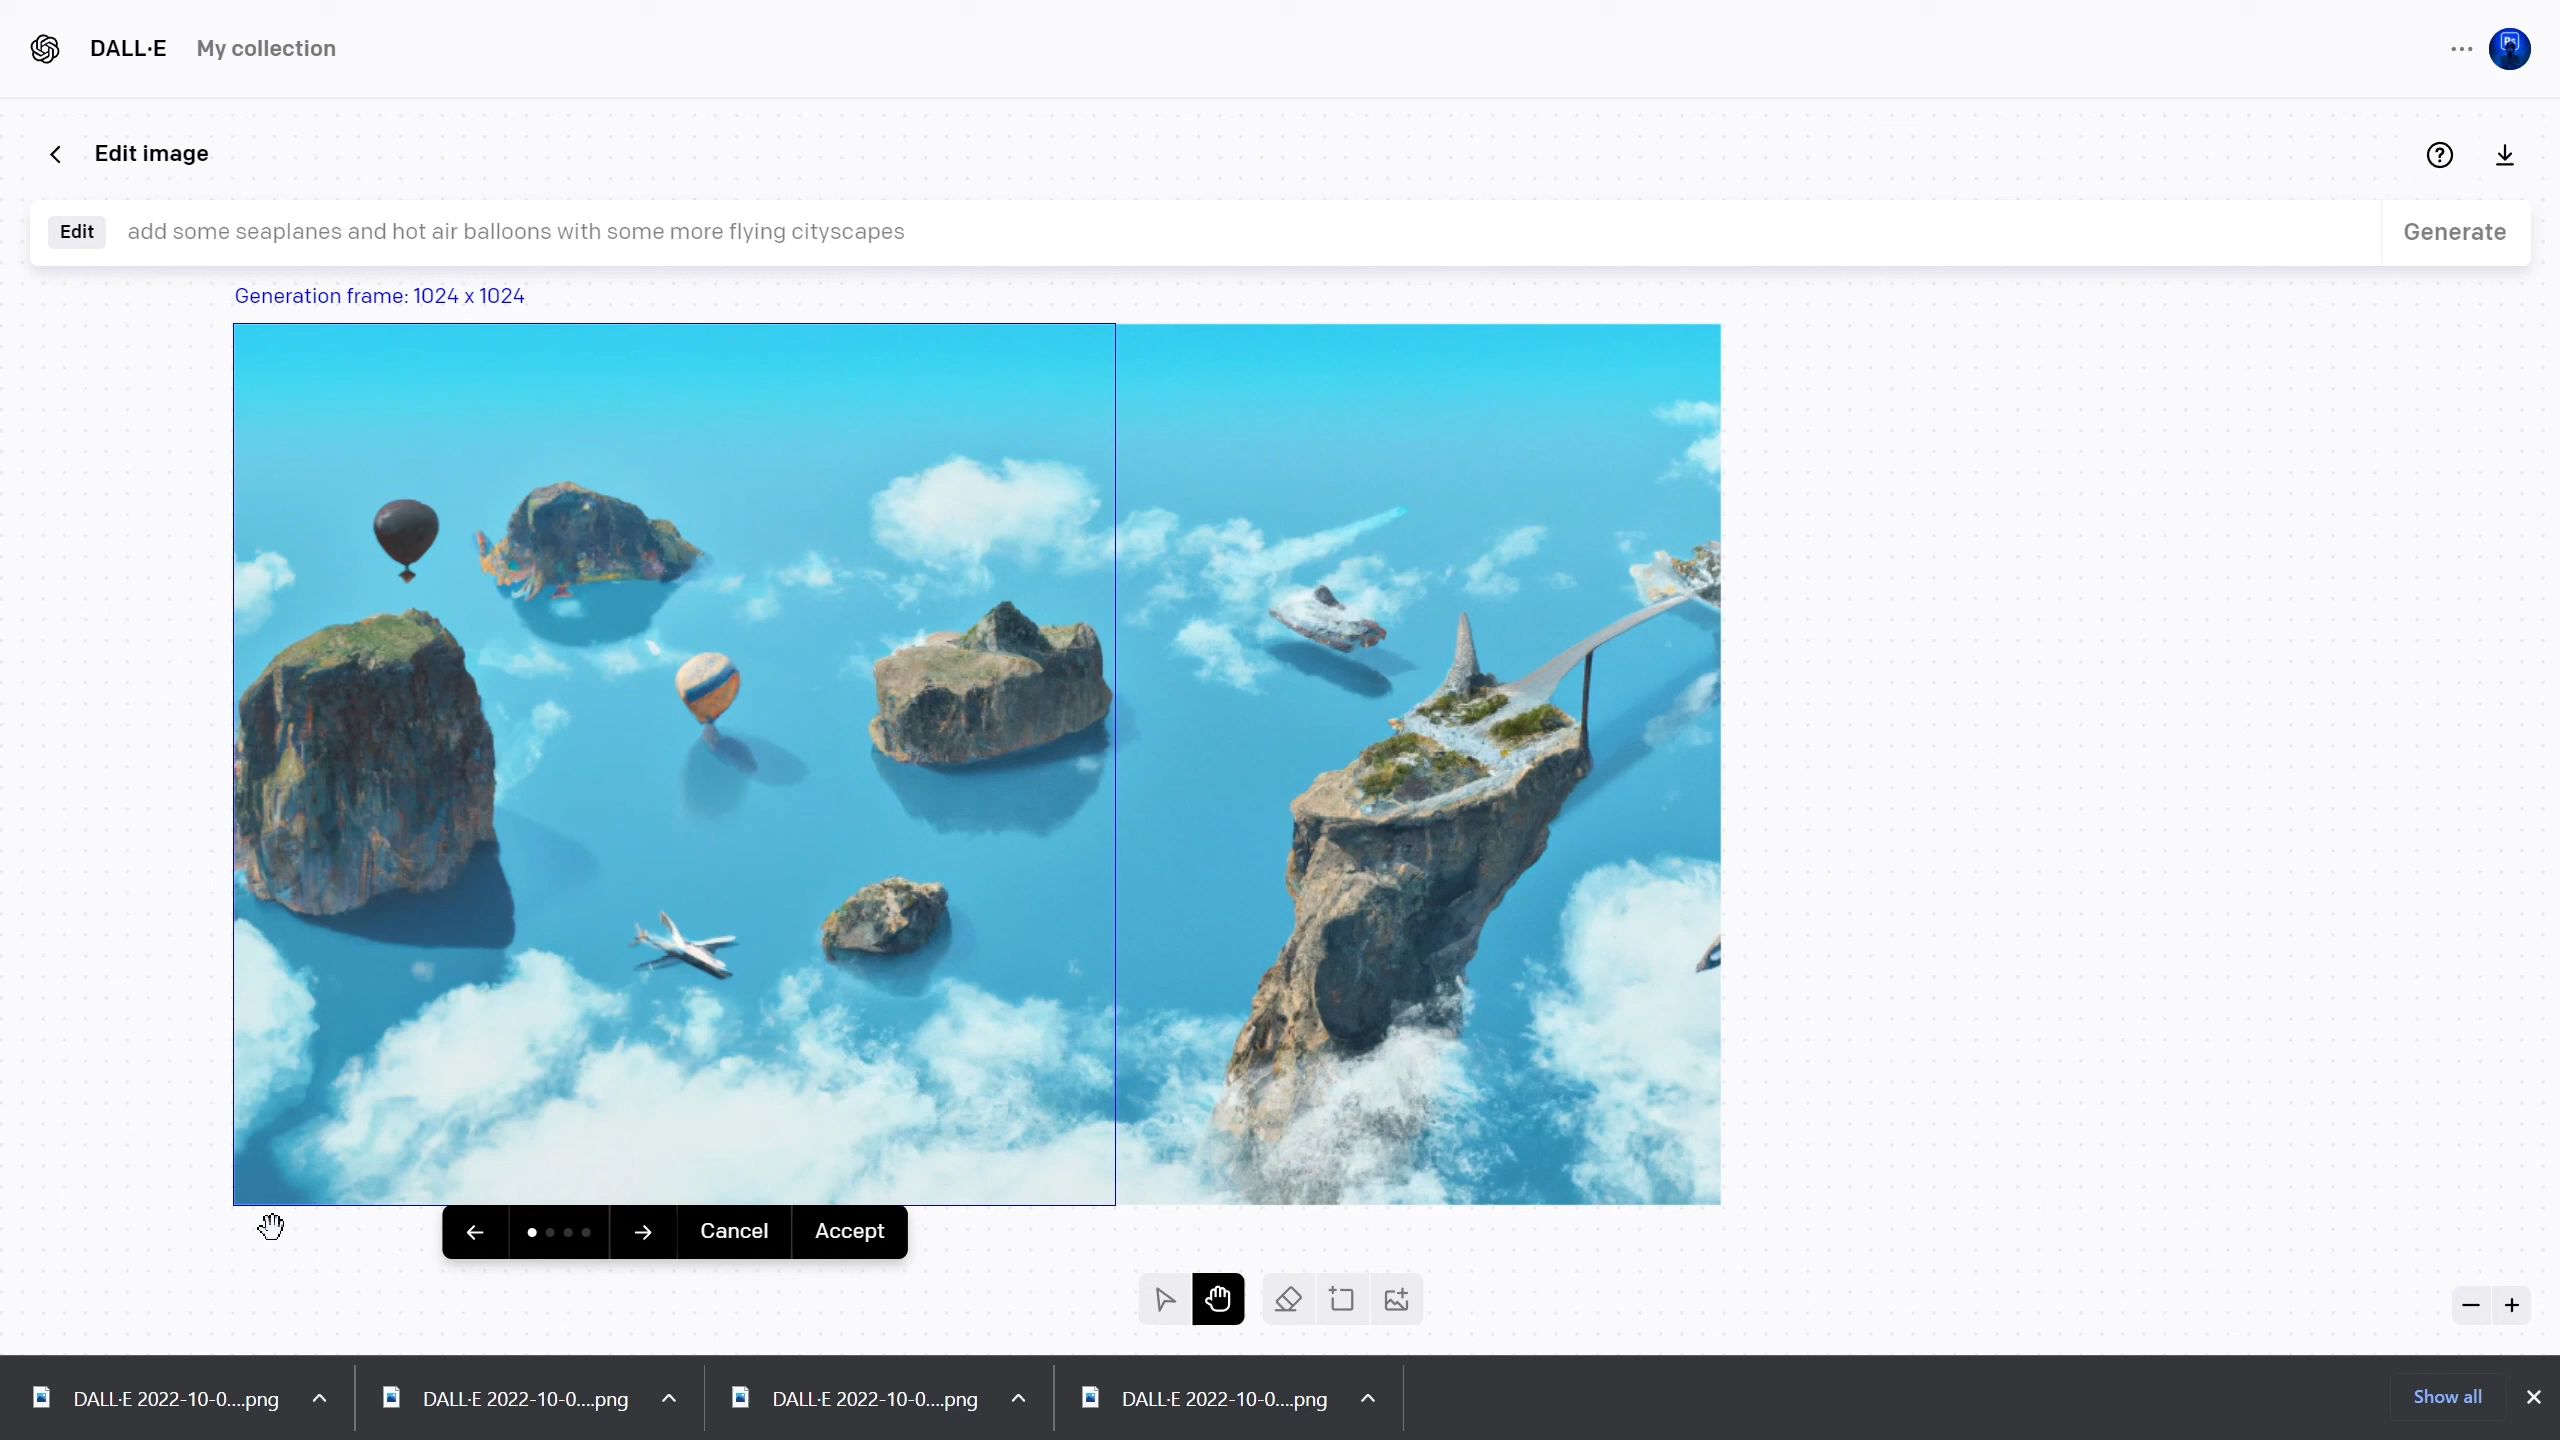 DALL·E My collection ...
Edit image
Edit add some seaplanes and hot air balloons with some more flying cityscapes Generate
Generation frame: 1024 x 1024
Cancel Accept
DALL·E 2022-10-0....png DALL·E 2022-10-0....png DALL·E 2022-10-0....png DALL·E 2022-10-0....png Show all